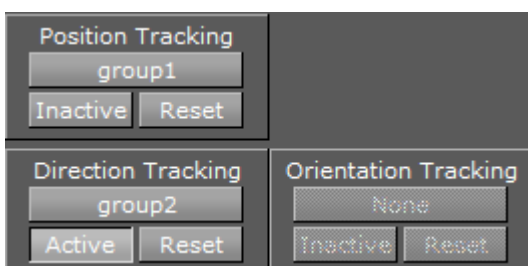 Position Tracking
group1
Inactive Reset
Direction Tracking
group2
Active Reset
Orientation Tracking
None
Inactive Reset